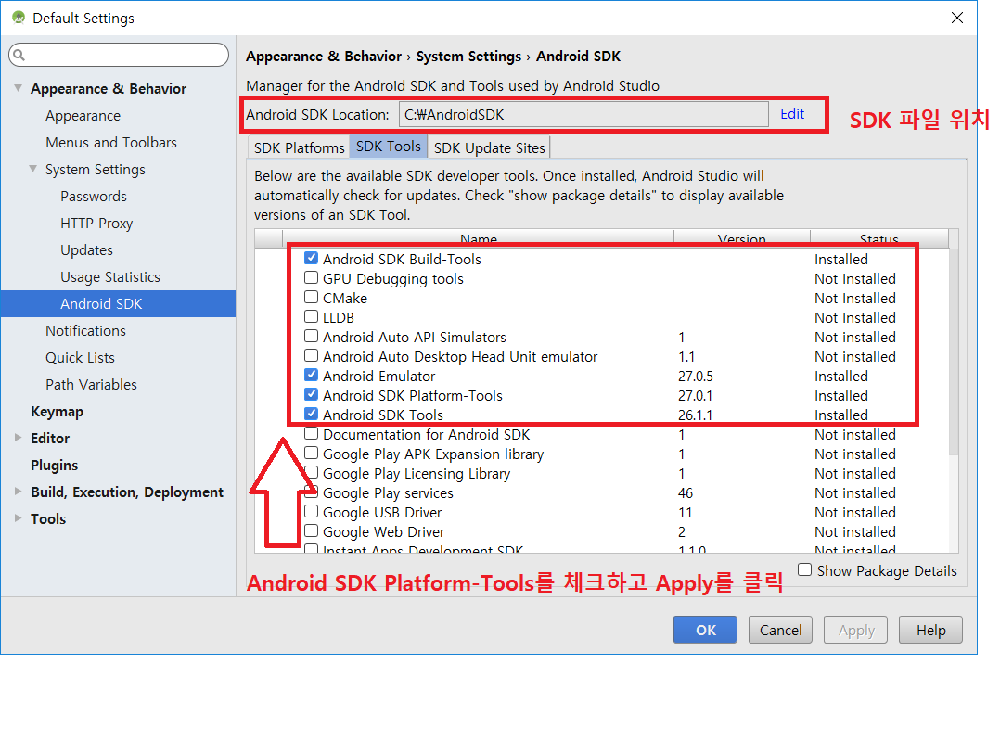 Default Settings
Appearance & Behavior › System Settings › Android SDK
Appearance & Behavior
Appearance
Menus and Toolbars
System Settings
Passwords
HTTP Proxy
Updates
Usage Statistics
Android SDK
Notifications
Quick Lists
Path Variables
Keymap
Editor
Plugins
Build, Execution, Deployment
Tools
Manager for the Android SDK and Tools used by Android Studio
Android SDK Location: C:₩AndroidSDK Edit
SDK 파일 위치
SDK Platforms SDK Tools SDK Update Sites
Below are the available SDK developer tools. Once installed, Android Studio will
automatically check for updates. Check "show package details" to display available
versions of an SDK Tool.
Name Version Status
Android SDK Build-Tools Installed
GPU Debugging tools Not Installed
CMake Not Installed
LLDB Not Installed
Android Auto API Simulators 1 Not installed
Android Auto Desktop Head Unit emulator 1.1 Not installed
Android Emulator 27.0.5 Installed
Android SDK Platform-Tools 27.0.1 Installed
Android SDK Tools 26.1.1 Installed
Documentation for Android SDK 1 Not installed
Google Play APK Expansion library 1 Not installed
Google Play Licensing Library 1 Not installed
Google Play services 46 Not installed
Google USB Driver 11 Not installed
Google Web Driver 2 Not installed
Instant Apps Development SDK 1.1.0 Not installed
Show Package Details
Android SDK Platform-Tools를 체크하고 Apply를 클릭
OK Cancel Apply Help